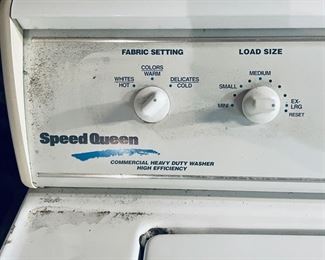 FABRIC SETTING
LOAD SIZE
COLORS
WARM
WHITES
HOT
DELICATES
COLD
MEDIUM
SMALL
MINI
EX-
LRG
RESET
Speed Queen
COMMERCIAL HEAVY DUTY WASHER
HIGH EFFICIENCY